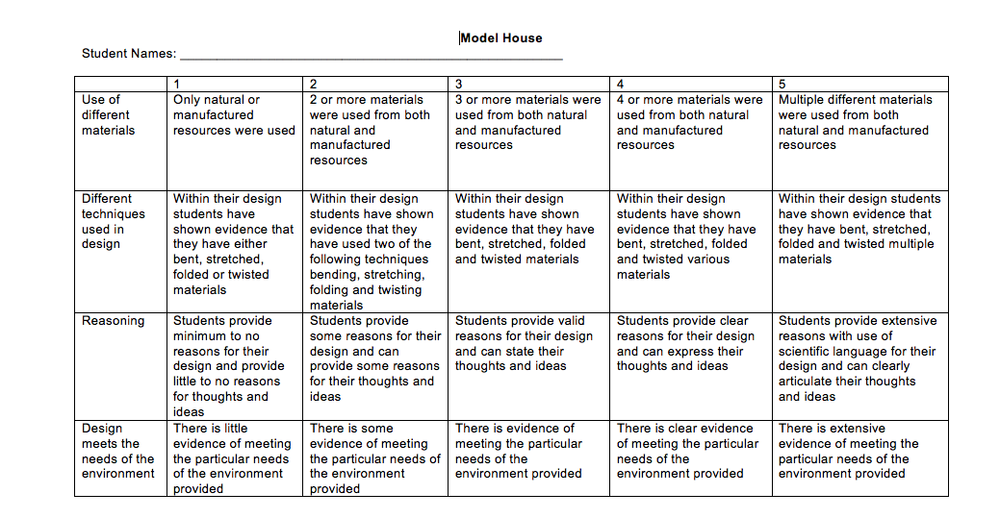 Model House
Student Names: ______________________________________________________
1
2
3
4
5
Use of
different
materials
Only natural or
manufactured
resources were used
2 or more materials
were used from both
natural and
manufactured
resources
3 or more materials were
used from both natural
and manufactured
resources
4 or more materials were
used from both natural
and manufactured
resources
Multiple different materials
were used from both
natural and manufactured
resources
Different
techniques
used in
design
Within their design
students have
shown evidence that
they have either
bent, stretched,
folded or twisted
materials
Within their design
students have shown
evidence that they
have used two of the
following techniques
bending, stretching,
folding and twisting
materials
Within their design
students have shown
evidence that they have
bent, stretched, folded
and twisted materials
Within their design
students have shown
evidence that they have
bent, stretched, folded
and twisted various
materials
Within their design students
have shown evidence that
they have bent, stretched,
folded and twisted multiple
materials
Reasoning
Students provide
minimum to no
reasons for their
design and provide
little to no reasons
for thoughts and
ideas
Students provide
some reasons for their
design and can
provide some reasons
for their thoughts and
ideas
Students provide valid
reasons for their design
and can state their
thoughts and ideas
Students provide clear
reasons for their design
and can express their
thoughts and ideas
Students provide extensive
reasons with use of
scientific language for their
design and can clearly
articulate their thoughts
and ideas
Design
meets the
needs of the
environment
There is little
evidence of meeting
the particular needs
of the environment
provided
There is some
evidence of meeting
the particular needs of
the environment
provided
There is evidence of
meeting the particular
needs of the
environment provided
There is clear evidence
of meeting the particular
needs of the
environment provided
There is extensive
evidence of meeting the
particular needs of the
environment provided